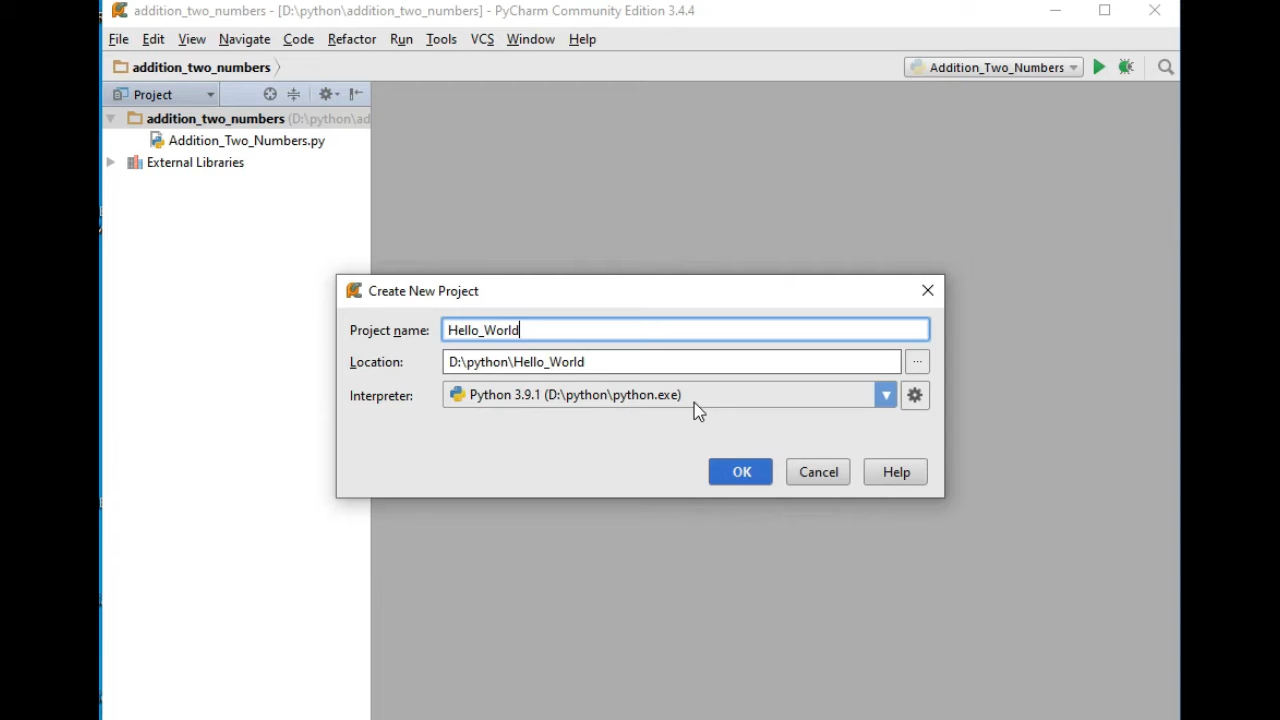 addition_two_numbers - [D:\python\addition_two_numbers] - PyCharm Community Edition 3.4.4
File Edit View Navigate Code Refactor Run Tools VCS Window Help
addition_two_numbers Addition_Two_Numbers
Project
addition_two_numbers (D:\python\ad
Addition_Two_Numbers.py
External Libraries
Create New Project
Project name: Hello_World
Location: D:\python\Hello_World ...
Interpreter: Python 3.9.1 (D:\python\python.exe)
OK Cancel Help